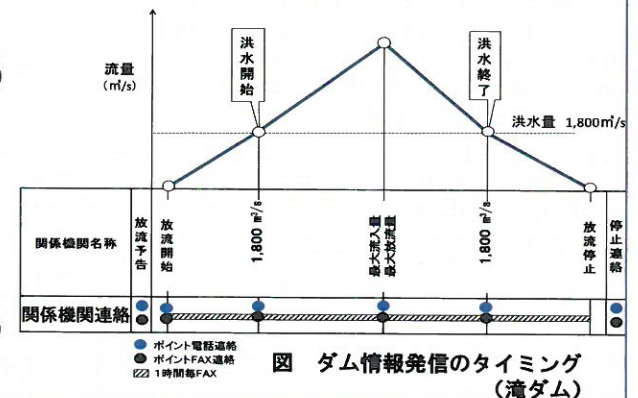 流量
(㎥/s)
洪水開始
洪水終了
洪水量 1,800㎥/s
関係機関名称
放流予告
放流開始
1,800 ㎥/s
最大流入量
最大放流量
1,800 ㎥/s
放流停止
停止連絡
関係機関連絡
ポイント電話連絡
ポイントFAX連絡
1時間毎FAX
図 ダム情報発信のタイミング
(滝ダム)